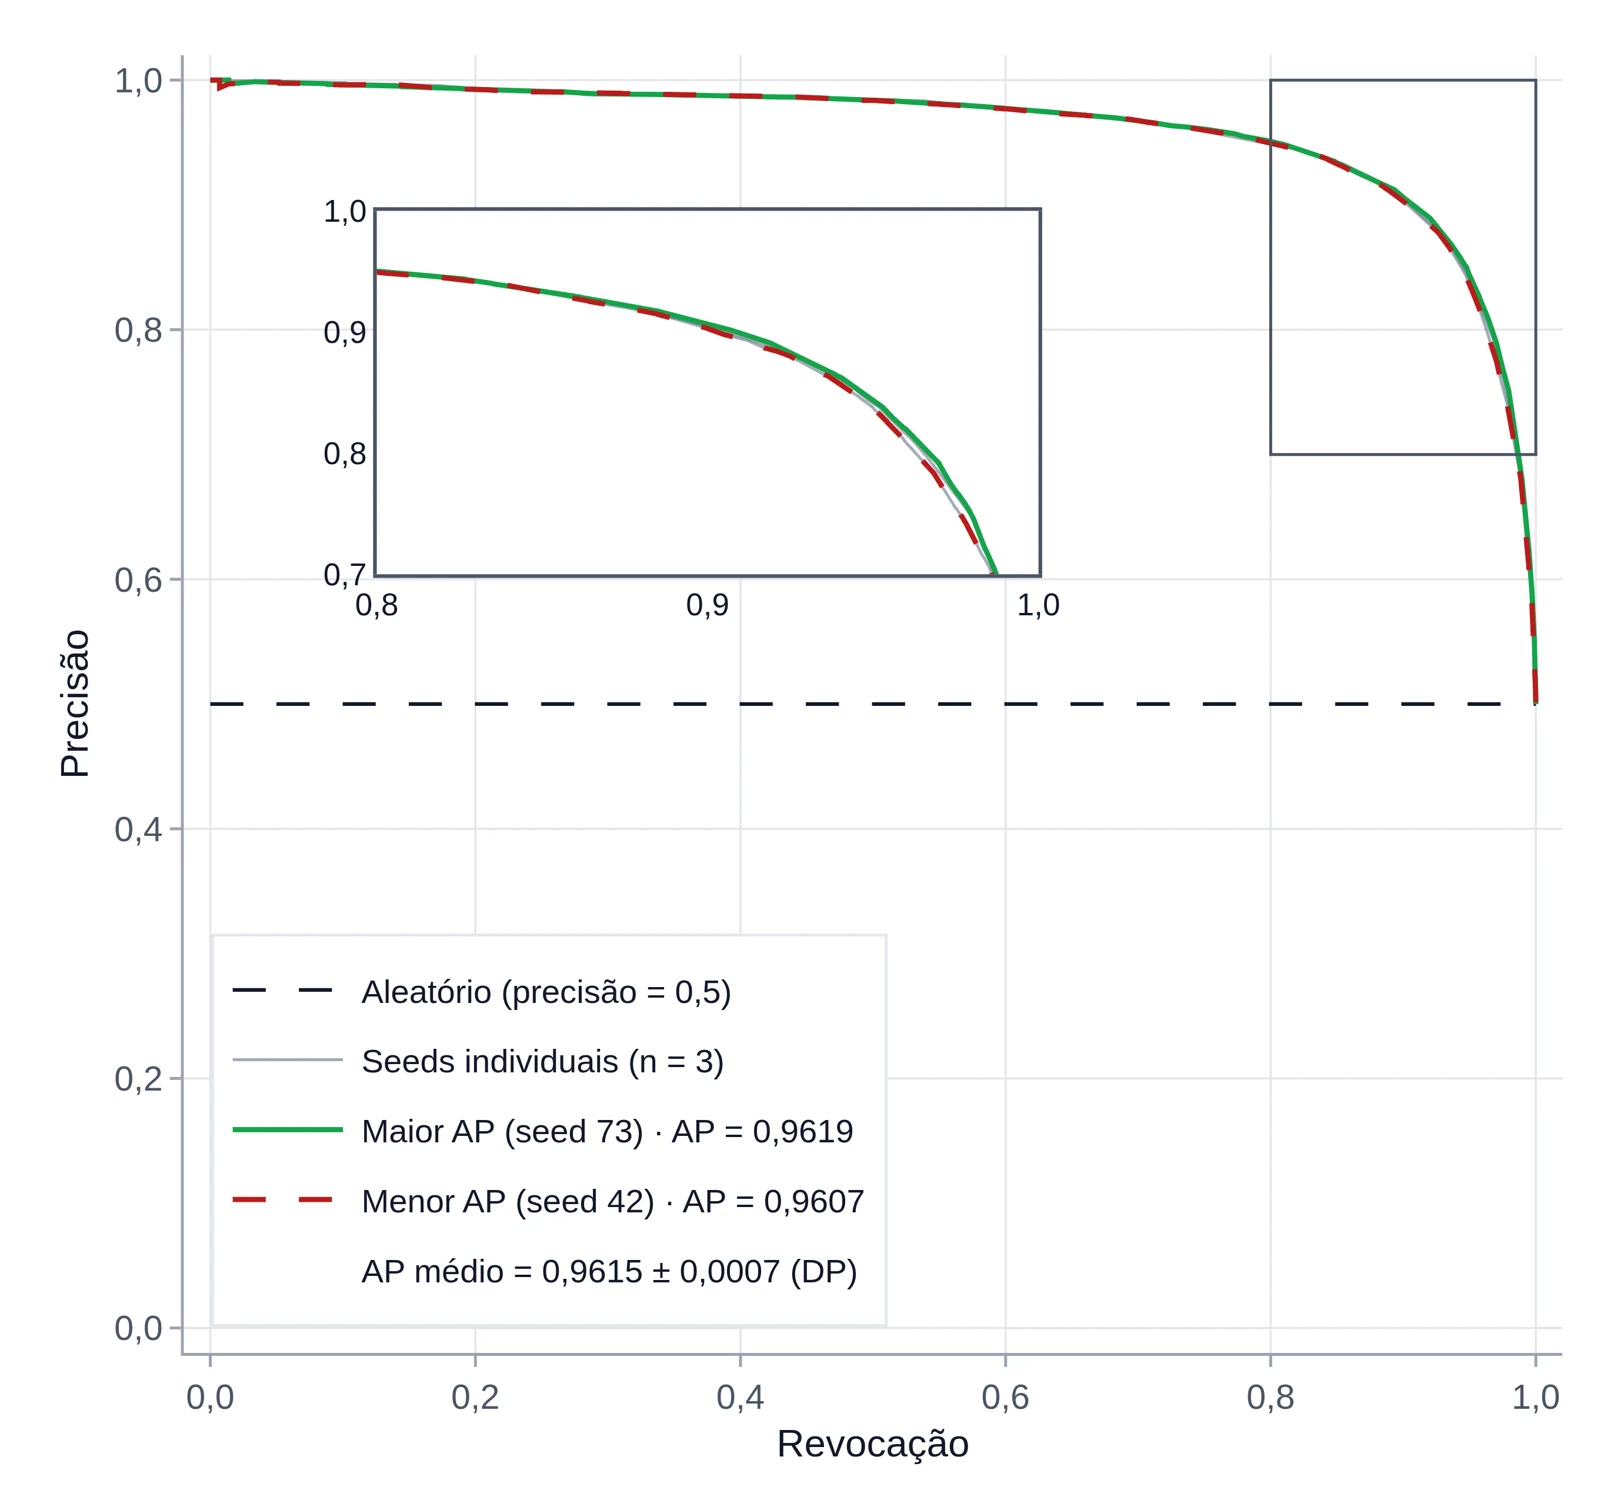 1,0
0,8
0,6
0,4
0,2
0,0
Precisão
1,0
0,9
0,8
0,7
0,8 0,9 1,0
Aleatório (precisão = 0,5)
Seeds individuais (n = 3)
Maior AP (seed 73) · AP = 0,9619
Menor AP (seed 42) · AP = 0,9607
AP médio = 0,9615 ± 0,0007 (DP)
0,0 0,2 0,4 0,6 0,8 1,0
Revocação